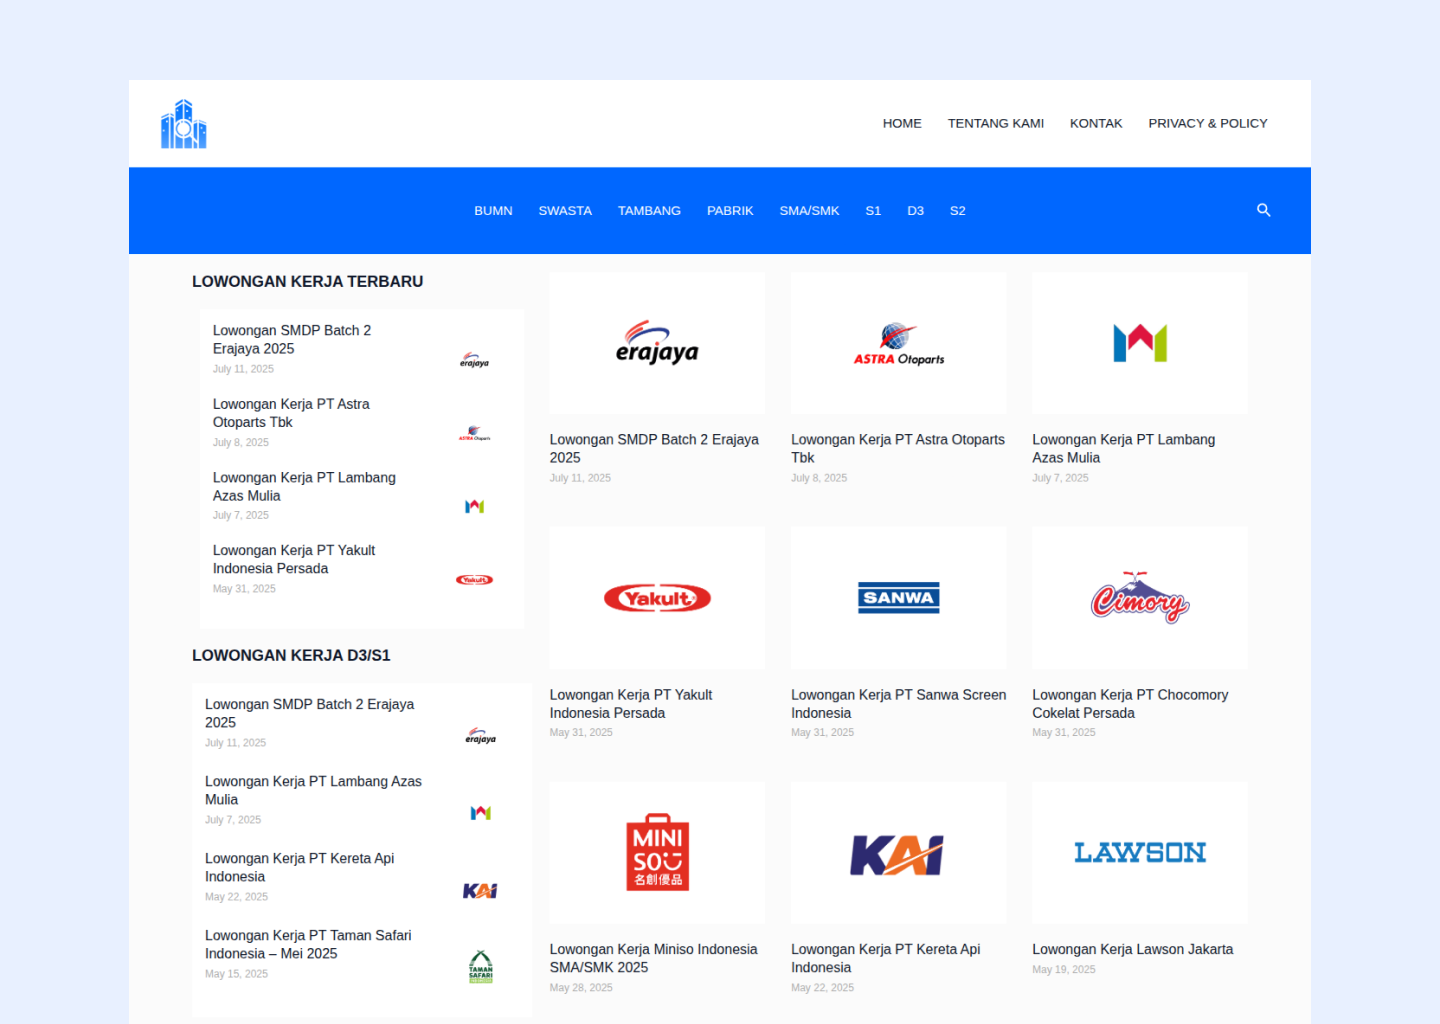 HOME TENTANG KAMI KONTAK PRIVACY & POLICY
BUMN SWASTA TAMBANG PABRIK SMA/SMK S1 D3 S2
LOWONGAN KERJA TERBARU
Lowongan SMDP Batch 2
Erajaya 2025
July 11, 2025
erajaya
Lowongan Kerja PT Astra
Otoparts Tbk
July 8, 2025
ASTRA Otoparts
Lowongan Kerja PT Lambang
Azas Mulia
July 7, 2025
Lowongan Kerja PT Yakult
Indonesia Persada
May 31, 2025
Yakult
LOWONGAN KERJA D3/S1
Lowongan SMDP Batch 2 Erajaya
2025
July 11, 2025
erajaya
Lowongan Kerja PT Lambang Azas
Mulia
July 7, 2025
Lowongan Kerja PT Kereta Api
Indonesia
May 22, 2025
KAI
Lowongan Kerja PT Taman Safari
Indonesia – Mei 2025
May 15, 2025
TAMAN
SAFARI
erajaya
Lowongan SMDP Batch 2 Erajaya
2025
July 11, 2025
ASTRA Otoparts
Lowongan Kerja PT Astra Otoparts
Tbk
July 8, 2025
Lowongan Kerja PT Lambang
Azas Mulia
July 7, 2025
Yakult
Lowongan Kerja PT Yakult
Indonesia Persada
May 31, 2025
SANWA
Lowongan Kerja PT Sanwa Screen
Indonesia
May 31, 2025
Cimory
Lowongan Kerja PT Chocomory
Cokelat Persada
May 31, 2025
MINI
SO
名創優品
Lowongan Kerja Miniso Indonesia
SMA/SMK 2025
May 28, 2025
KAI
Lowongan Kerja PT Kereta Api
Indonesia
May 22, 2025
LAWSON
Lowongan Kerja Lawson Jakarta
May 19, 2025